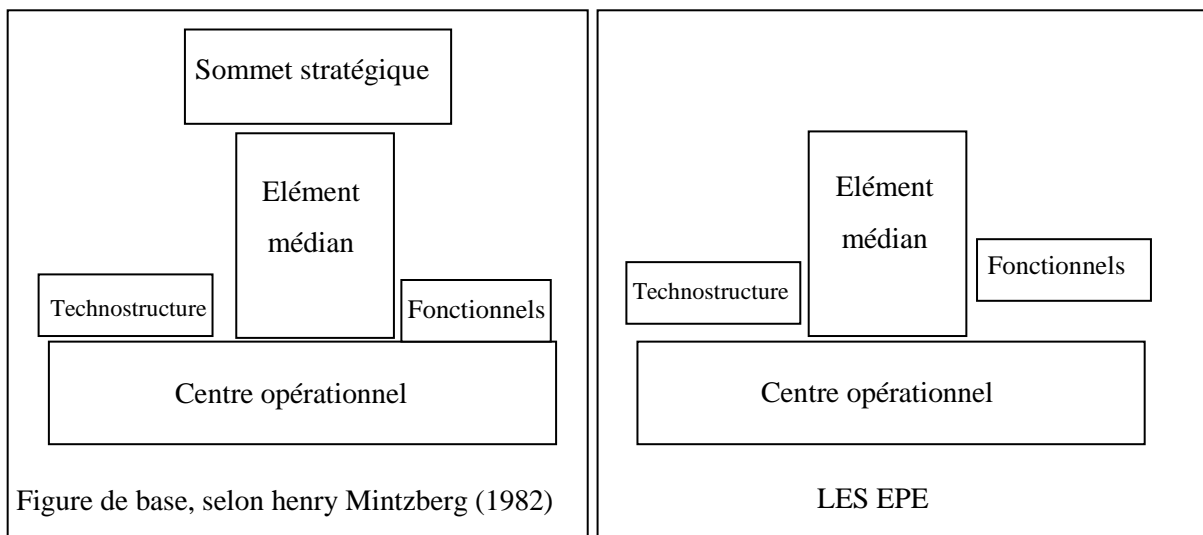 Sommet stratégique
Elément
médian
Technostructure
Fonctionnels
Centre opérationnel
Figure de base, selon henry Mintzberg (1982)
Elément
médian
Fonctionnels
Technostructure
Centre opérationnel
LES EPE